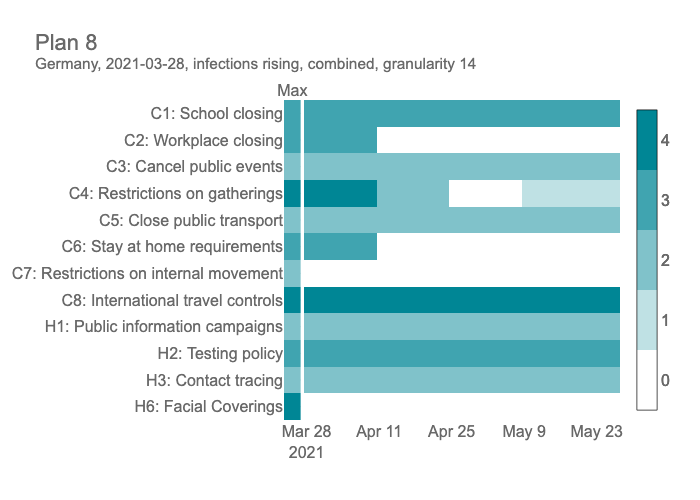 Plan 8
Germany, 2021-03-28, infections rising, combined, granularity 14
Max
C1: School closing
C2: Workplace closing
C3: Cancel public events
C4: Restrictions on gatherings
C5: Close public transport
C6: Stay at home requirements
C7: Restrictions on internal movement
C8: International travel controls
H1: Public information campaigns
H2: Testing policy
H3: Contact tracing
H6: Facial Coverings
4
3
2
1
0
Mar 28 Apr 11 Apr 25 May 9 May 23
2021